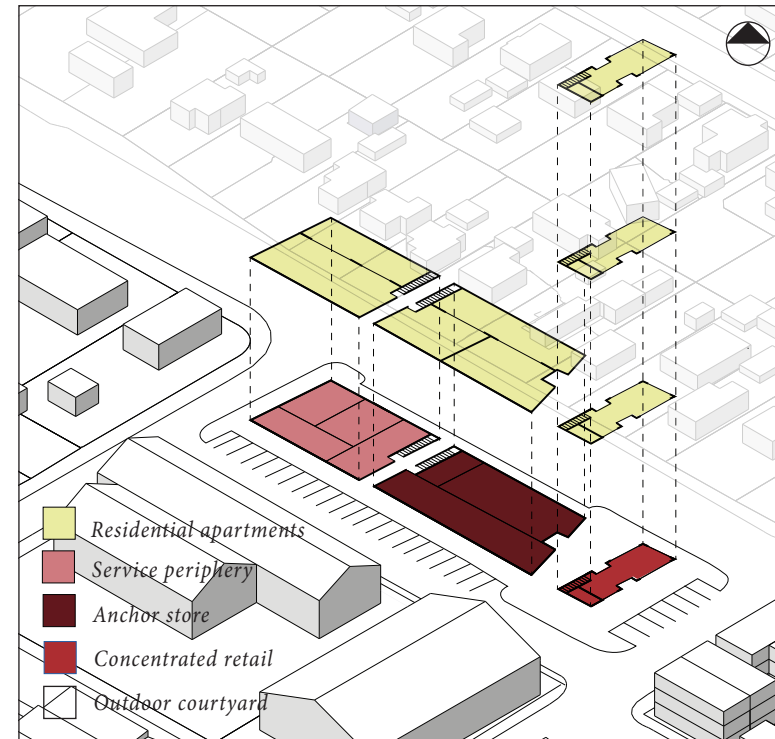 Residential apartments
Service periphery
Anchor store
Concentrated retail
Outdoor courtyard